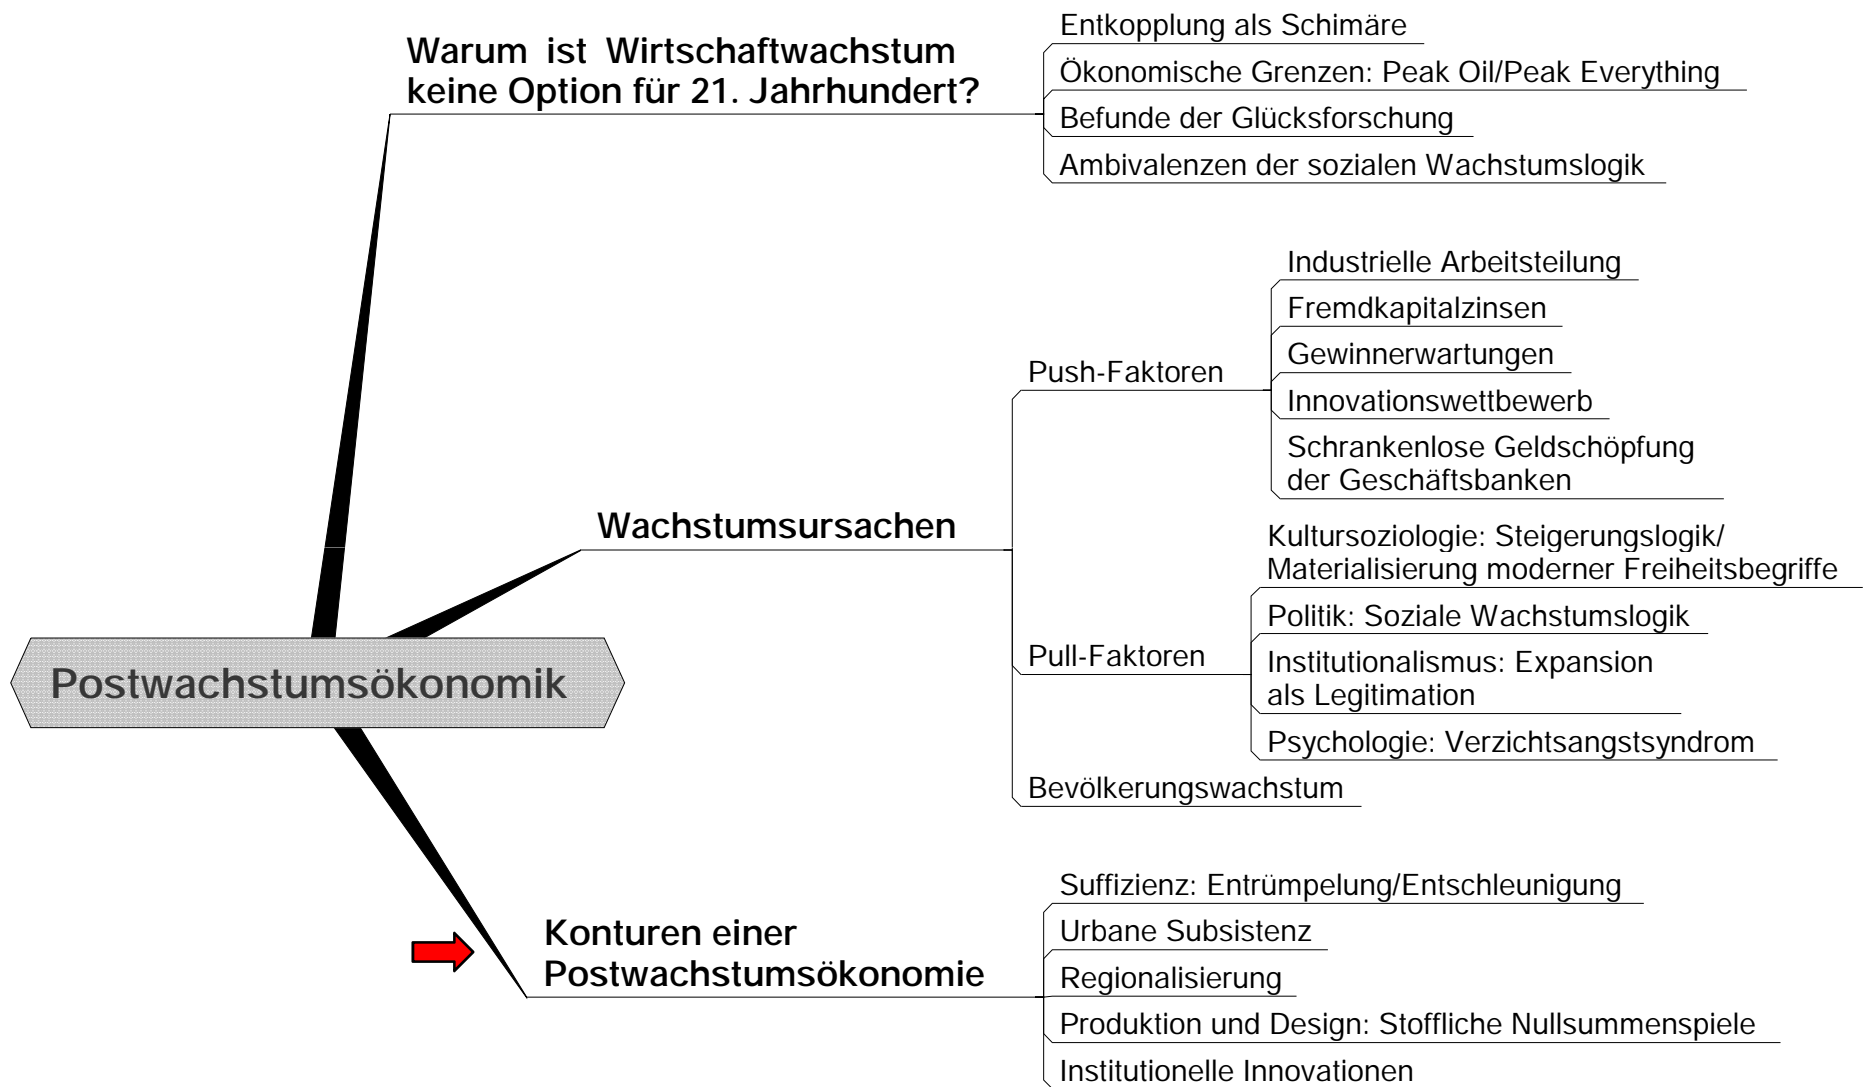 Warum ist Wirtschaftwachstum
keine Option für 21. Jahrhundert?
Entkopplung als Schimäre
Ökonomische Grenzen: Peak Oil/Peak Everything
Befunde der Glücksforschung
Ambivalenzen der sozialen Wachstumslogik
Wachstumsursachen
Push-Faktoren
Industrielle Arbeitsteilung
Fremdkapitalzinsen
Gewinnerwartungen
Innovationswettbewerb
Schrankenlose Geldschöpfung
der Geschäftsbanken
Pull-Faktoren
Kultursoziologie: Steigerungslogik/
Materialisierung moderner Freiheitsbegriffe
Politik: Soziale Wachstumslogik
Institutionalismus: Expansion
als Legitimation
Psychologie: Verzichtsangstsyndrom
Bevölkerungswachstum
Postwachstumsökonomik
Konturen einer
Postwachstumsökonomie
Suffizienz: Entrümpelung/Entschleunigung
Urbane Subsistenz
Regionalisierung
Produktion und Design: Stoffliche Nullsummenspiele
Institutionelle Innovationen